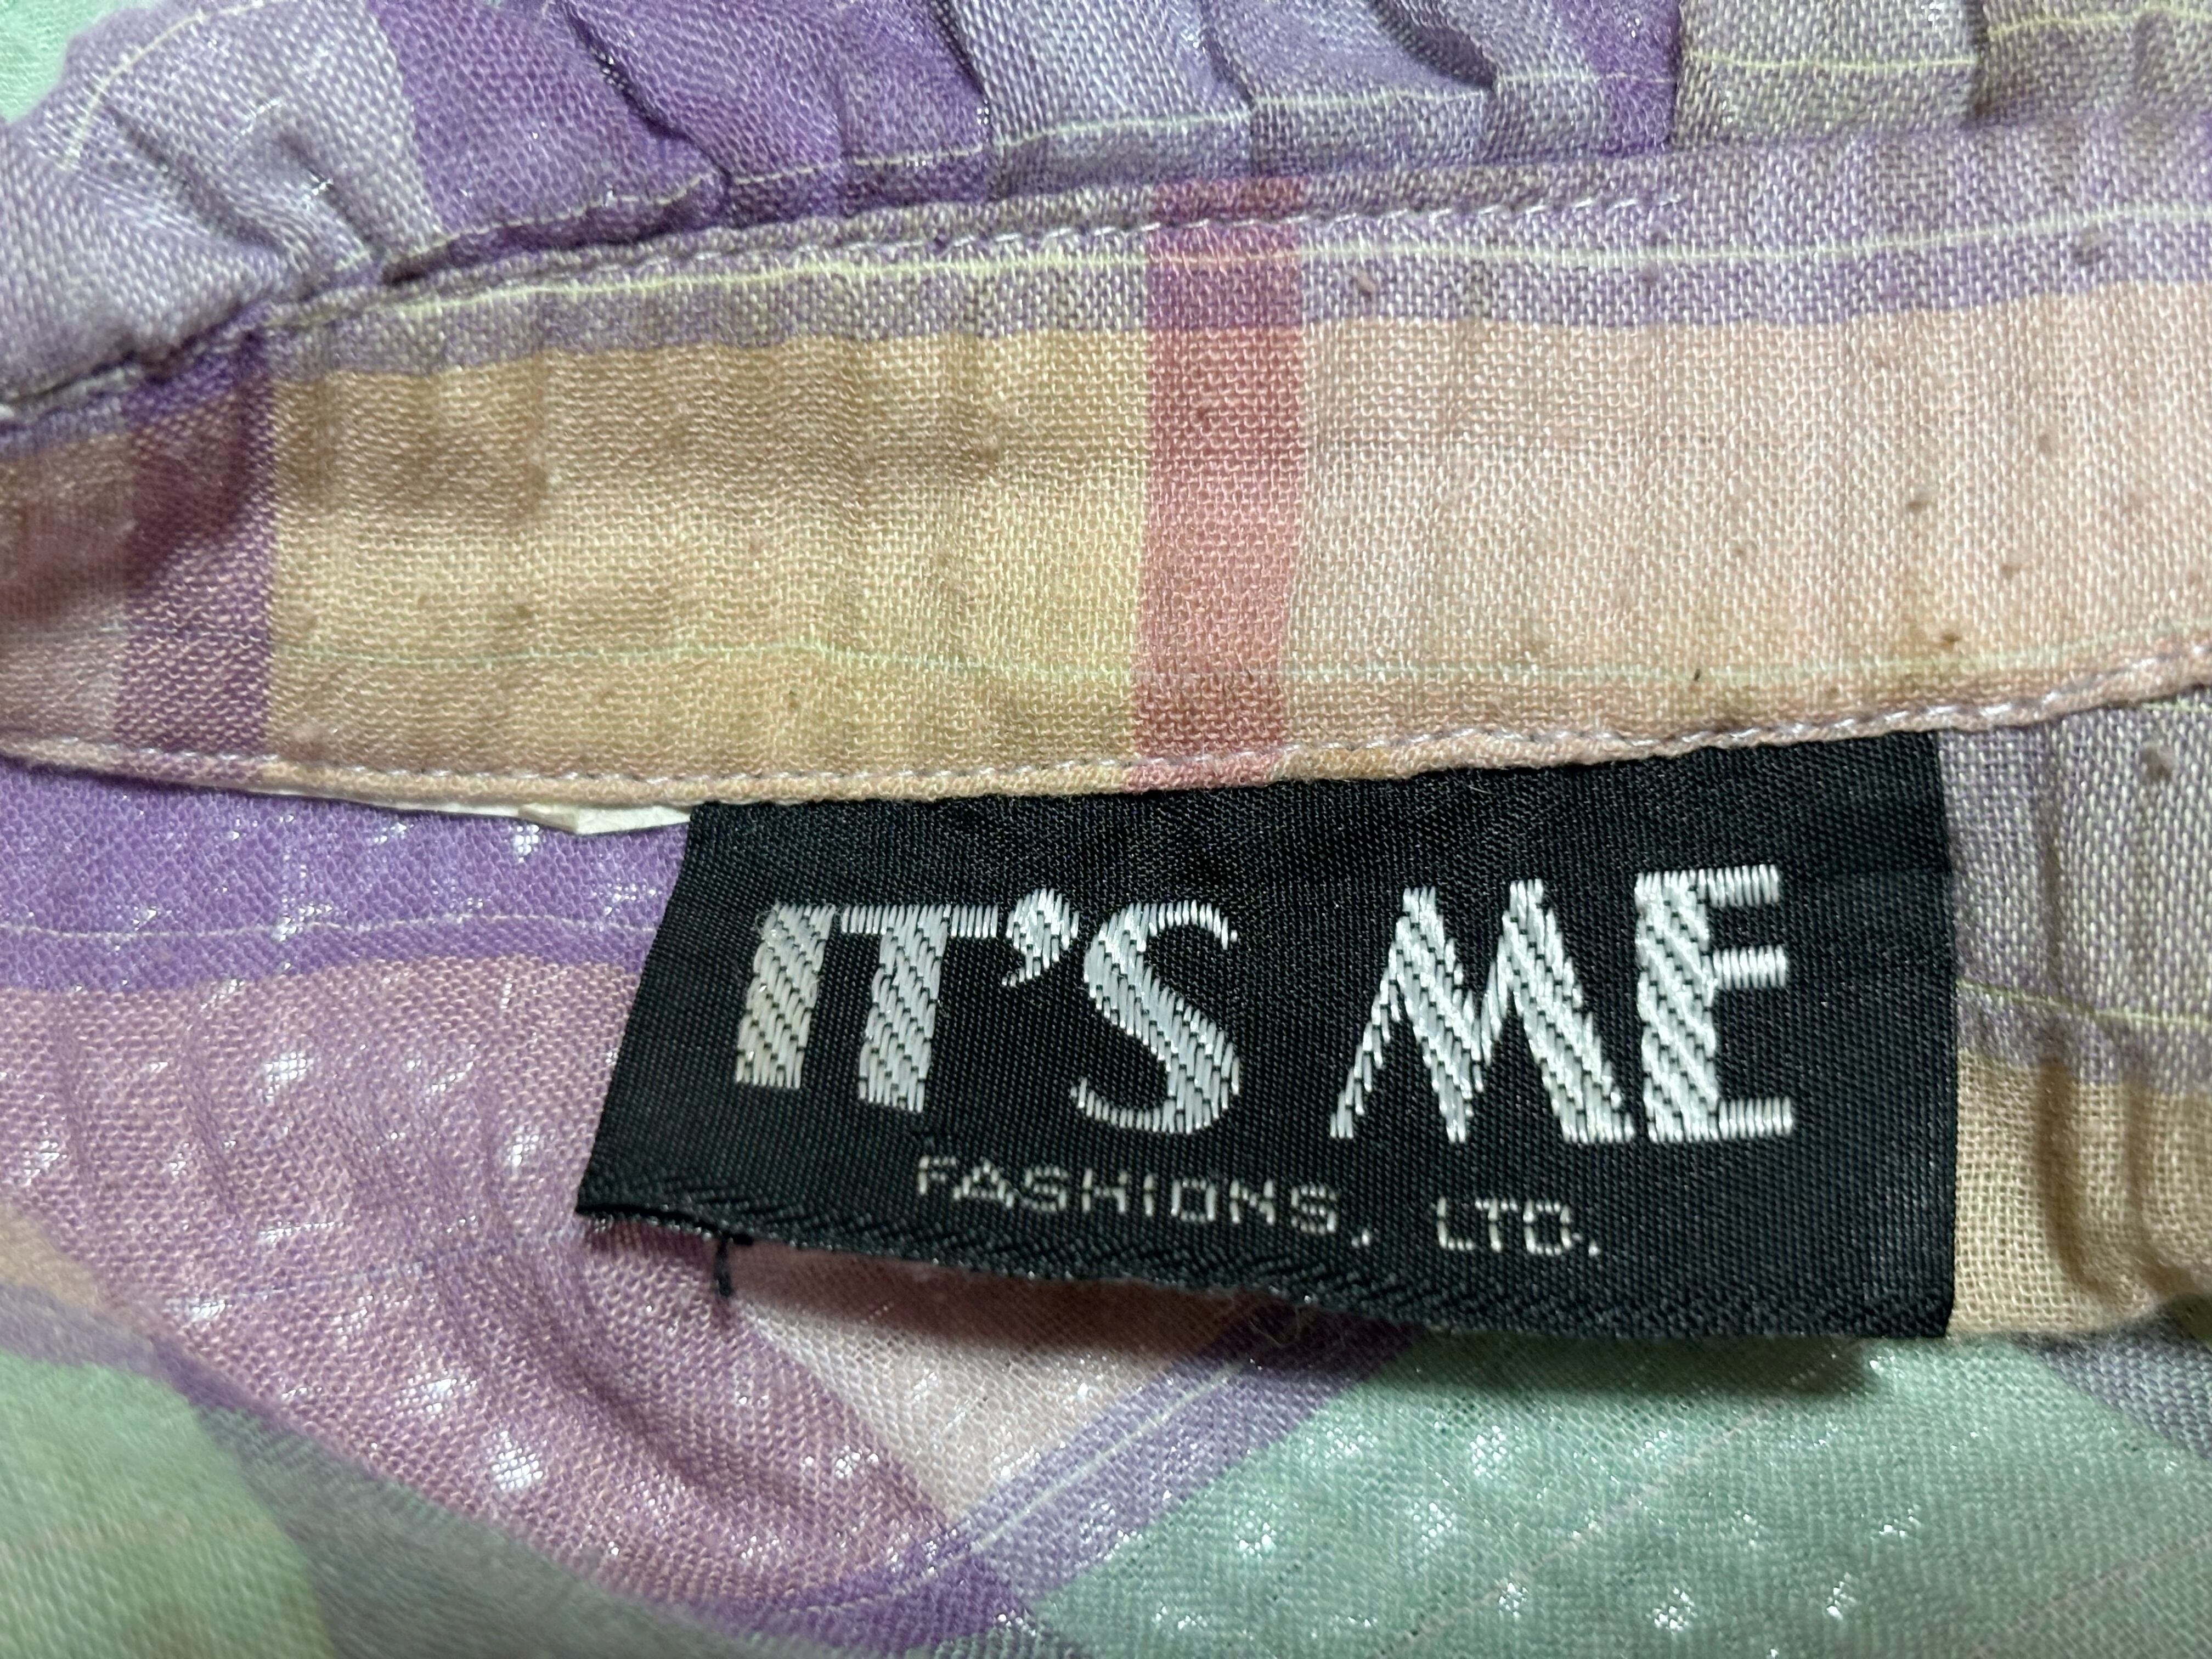 IT'S ME
FASHIONS, LTD.